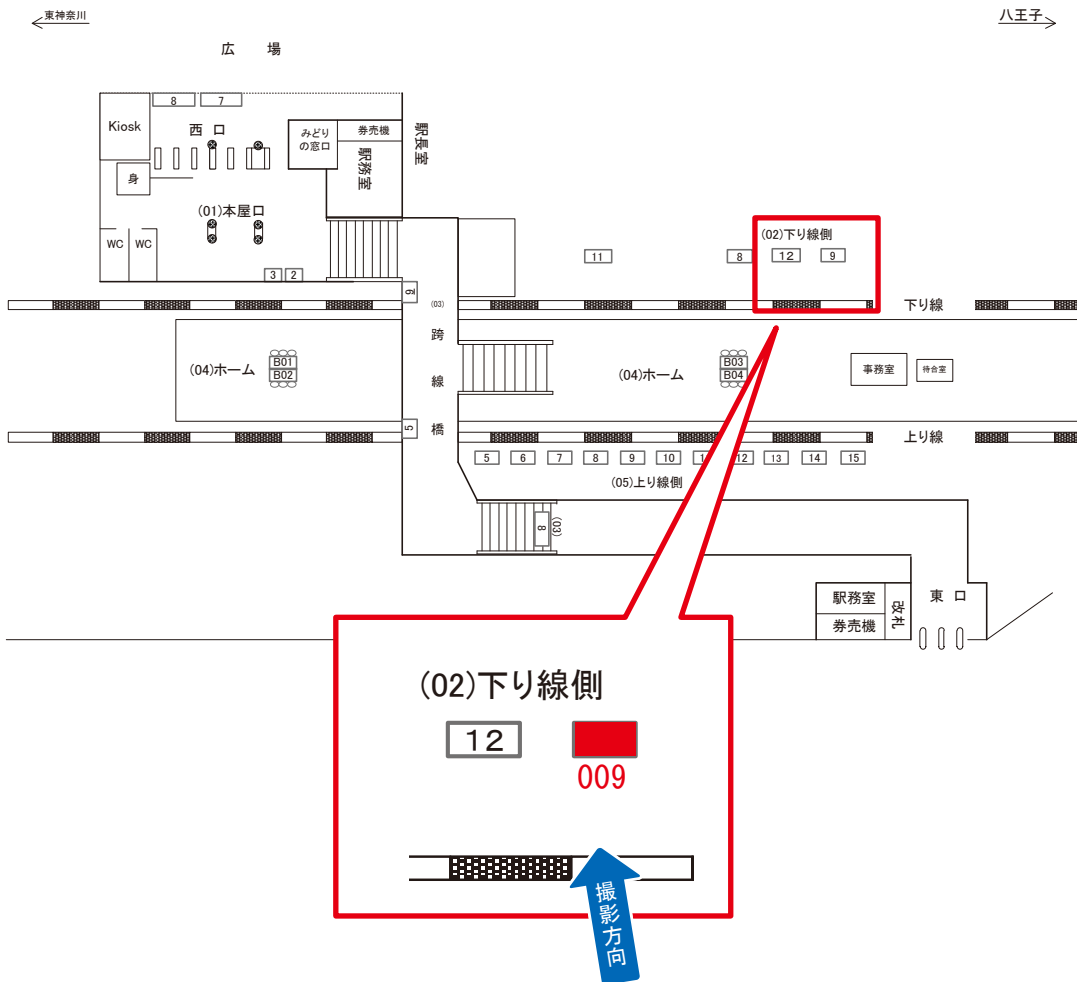 東神奈川
八王子
広 場
8
7
Kiosk
西 口
みどり
の窓口
券売機
駅長室
駅務室
身
(01)本屋口
WC
WC
3
2
6
(03)
11
8
(02)下り線側
12
9
下り線
跨線橋
(04)ホーム
B01
B02
(04)ホーム
B03
B04
事務室
待合室
5
上り線
5
6
7
8
9
10
12
13
14
15
(05)上り線側
8
(03)
駅務室
券売機
改札
東 口
(02)下り線側
12
009
撮影方向